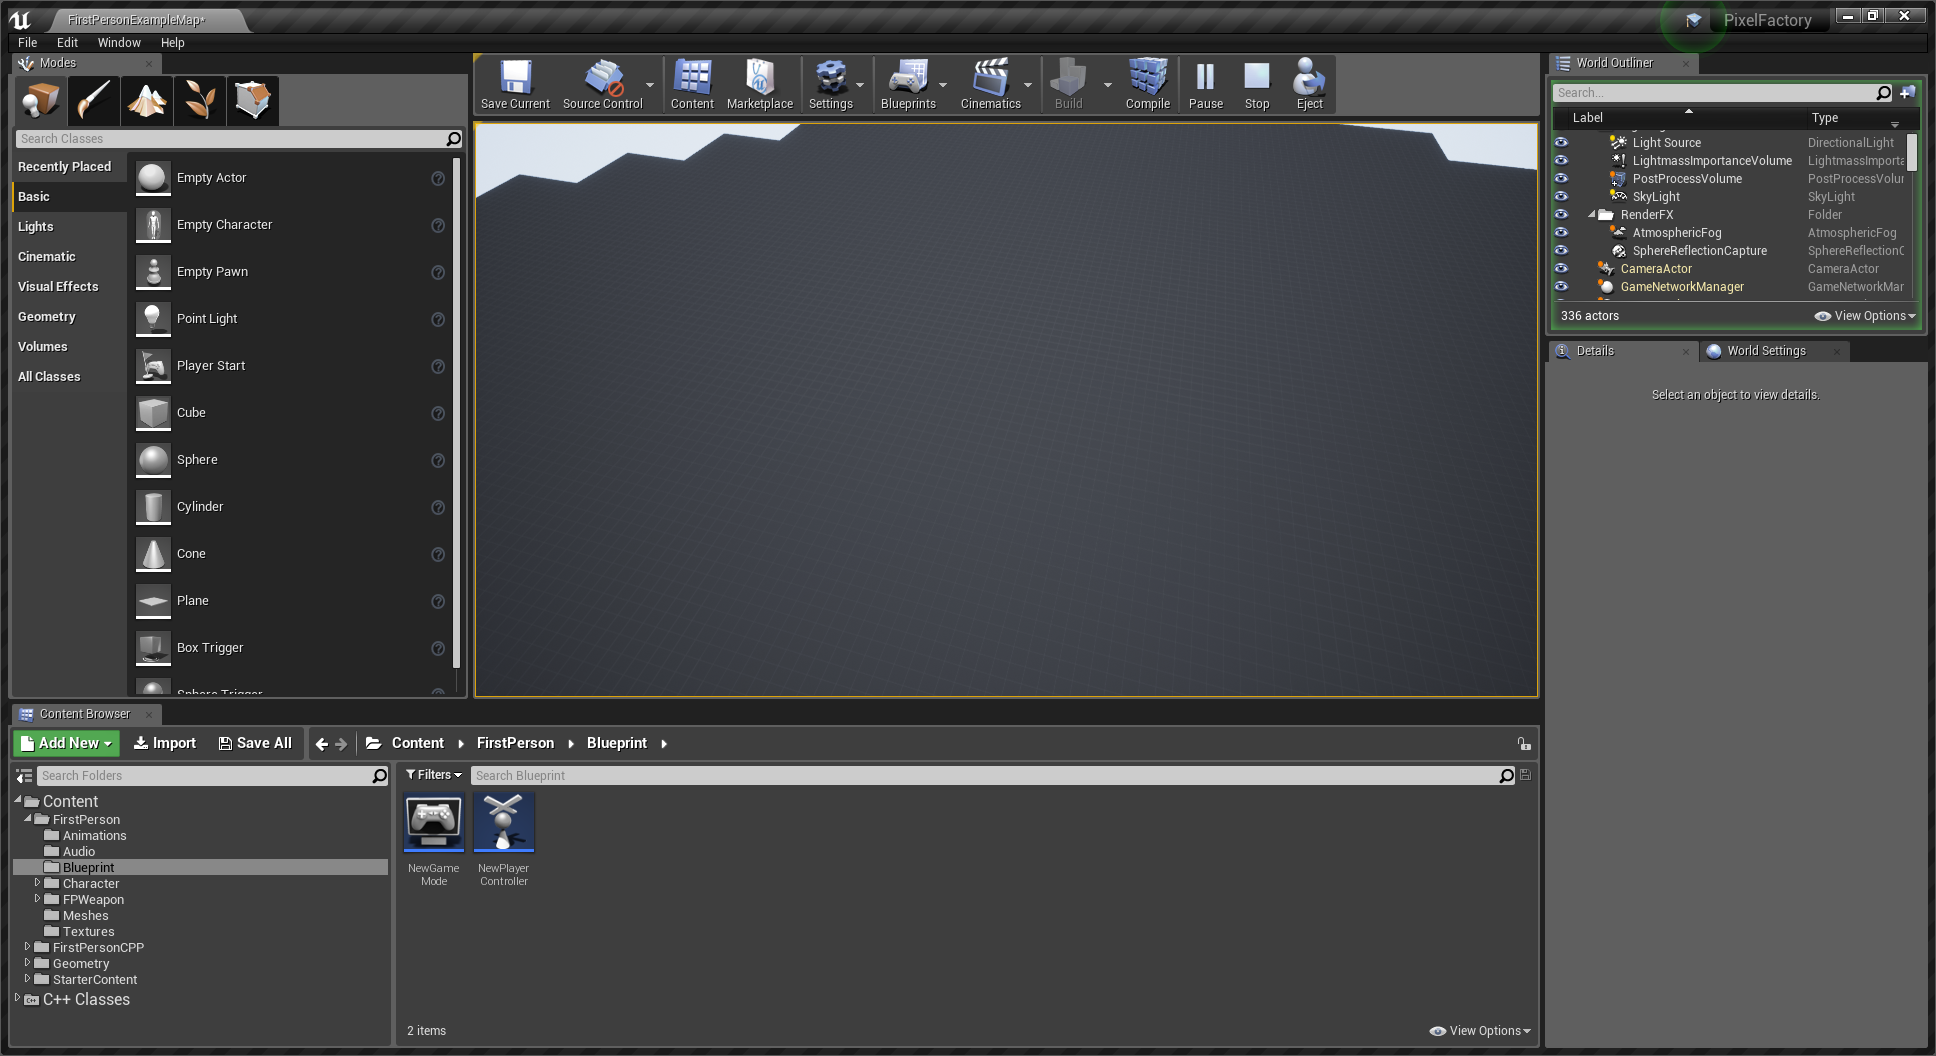 FirstPersonExampleMap*
PixelFactory
File Edit Window Help
Modes
Search Classes
Recently Placed
Basic
Lights
Cinematic
Visual Effects
Geometry
Volumes
All Classes
Empty Actor
Empty Character
Empty Pawn
Point Light
Player Start
Cube
Sphere
Cylinder
Cone
Plane
Box Trigger
Sphere Trigger
Save Current Source Control Content Marketplace Settings Blueprints Cinematics Build Compile Pause Stop Eject
World Outliner
Search...
Label Type
Light Source DirectionalLight
LightmassImportanceVolume LightmassImporta
PostProcessVolume PostProcessVolur
SkyLight SkyLight
RenderFX Folder
AtmosphericFog AtmosphericFog
SphereReflectionCapture SphereReflectionC
CameraActor CameraActor
GameNetworkManager GameNetworkMar
336 actors View Options
Details World Settings
Select an object to view details.
Content Browser
Add New Import Save All Content FirstPerson Blueprint
Search Folders
Content
FirstPerson
Animations
Audio
Blueprint
Character
FPWeapon
Meshes
Textures
FirstPersonCPP
Geometry
StarterContent
C++ Classes
Filters Search Blueprint
NewGame
Mode
NewPlayer
Controller
2 items View Options